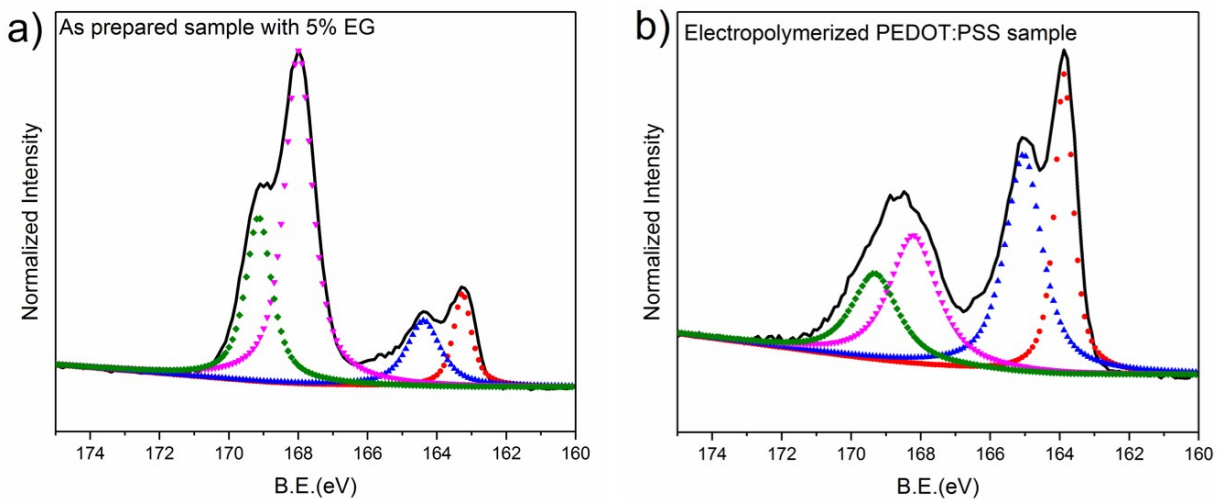 a) As prepared sample with 5% EG
Normalized Intensity
174 172 170 168 166 164 162 160
B.E.(eV)
b) Electropolymerized PEDOT:PSS sample
Normalized Intensity
174 172 170 168 166 164 162 160
B.E.(eV)